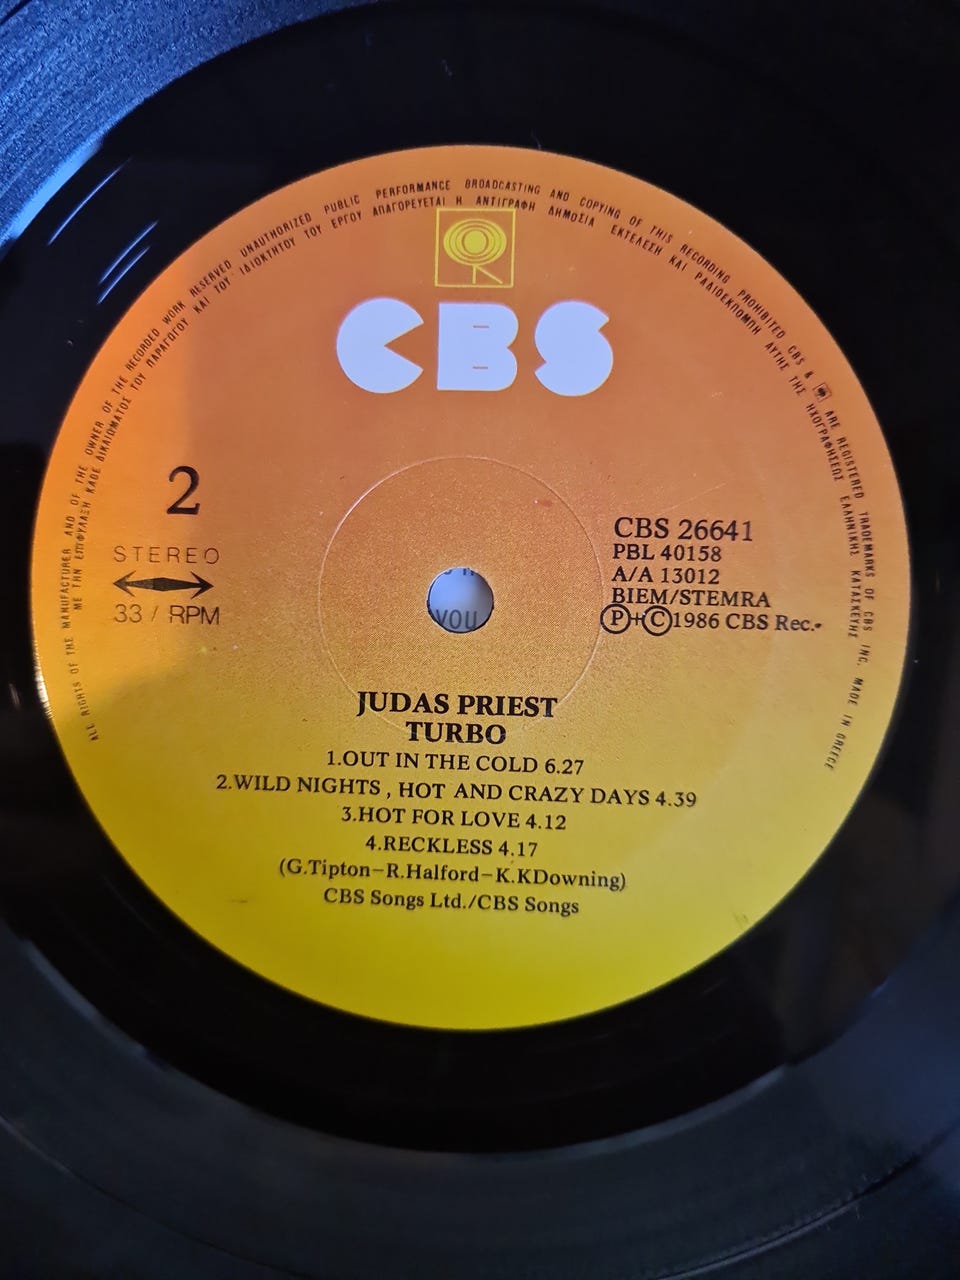 ALL RIGHTS OF THE MANUFACTURER AND OF THE OWNER OF THE RECORDED WORK RESERVED UNAUTHORIZED PUBLIC PERFORMANCE BROADCASTING AND COPYING OF THIS RECORDING PROHIBITED CBS & ARE REGISTERED TRADEMARKS OF CBS INC. MADE IN GREECE
ΜΕ ΤΗΝ ΕΠΙΦΥΛΑΞΗ ΚΑΘΕ ΔΙΚΑΙΩΜΑΤΟΣ ΤΟΥ ΠΑΡΑΓΩΓΟΥ ΚΑΙ ΤΟΥ ΙΔΙΟΚΤΗΤΟΥ ΤΟΥ ΕΡΓΟΥ ΑΠΑΓΟΡΕΥΕΤΑΙ Η ΑΝΤΙΓΡΑΦΗ ΔΗΜΟΣΙΑ ΕΚΤΕΛΕΣΗ ΚΑΙ ΡΑΔΙΟΕΚΠΟΜΠΗ ΑΥΤΗΣ ΤΗΣ ΗΧΟΓΡΑΦΗΣΕΩΣ ΕΛΛΗΝΙΚΗΣ ΚΑΤΑΣΚΕΥΗΣ
CBS
2
STEREO
33 / RPM
CBS 26641
PBL 40158
A/A 13012
BIEM/STEMRA
Ⓟ+Ⓒ1986 CBS Rec.
YOU
JUDAS PRIEST
TURBO
1.OUT IN THE COLD 6.27
2.WILD NIGHTS , HOT AND CRAZY DAYS 4.39
3.HOT FOR LOVE 4.12
4.RECKLESS 4.17
(G.Tipton-R.Halford-K.KDowning)
CBS Songs Ltd./CBS Songs